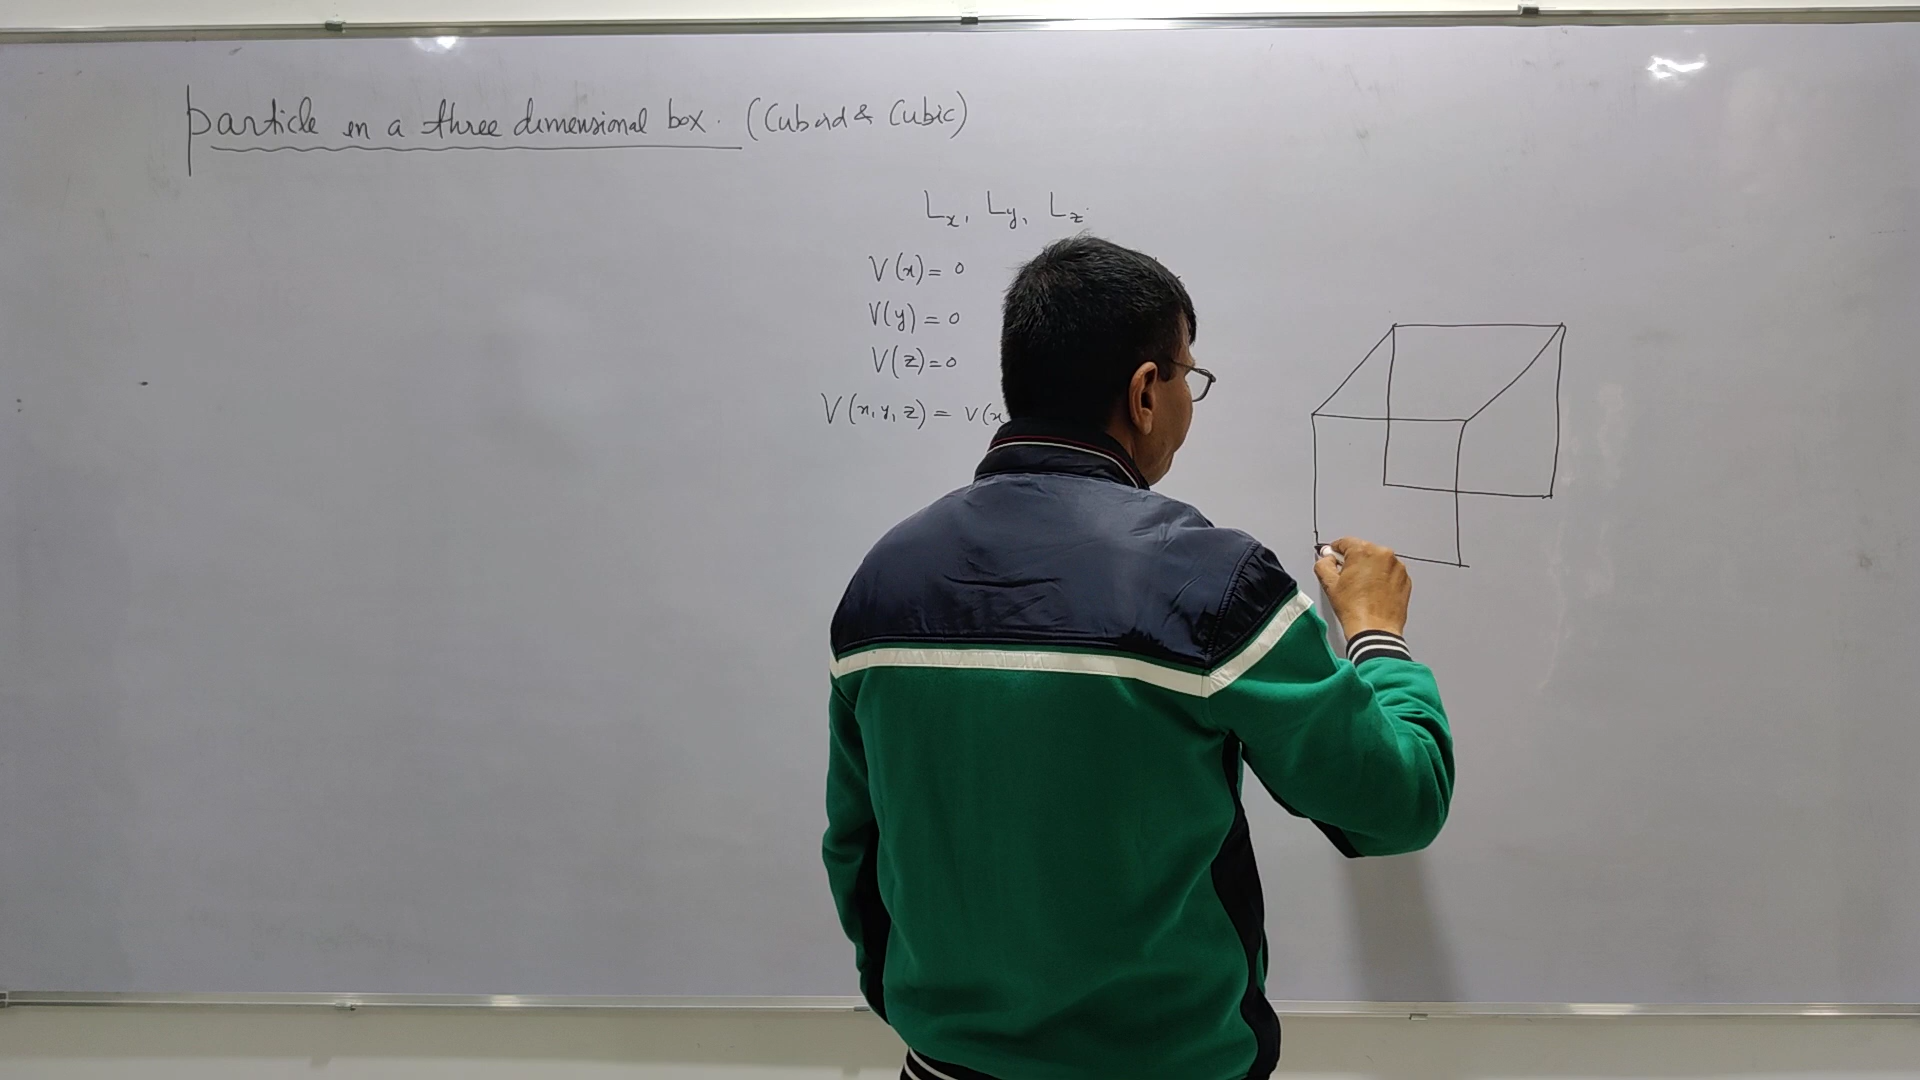 Particle in a three dimensional box. (Cuboid & Cubic)
Lx, Ly, Lz
V(x) = 0
V(y) = 0
V(z) = 0
V(x, y, z) = V(x